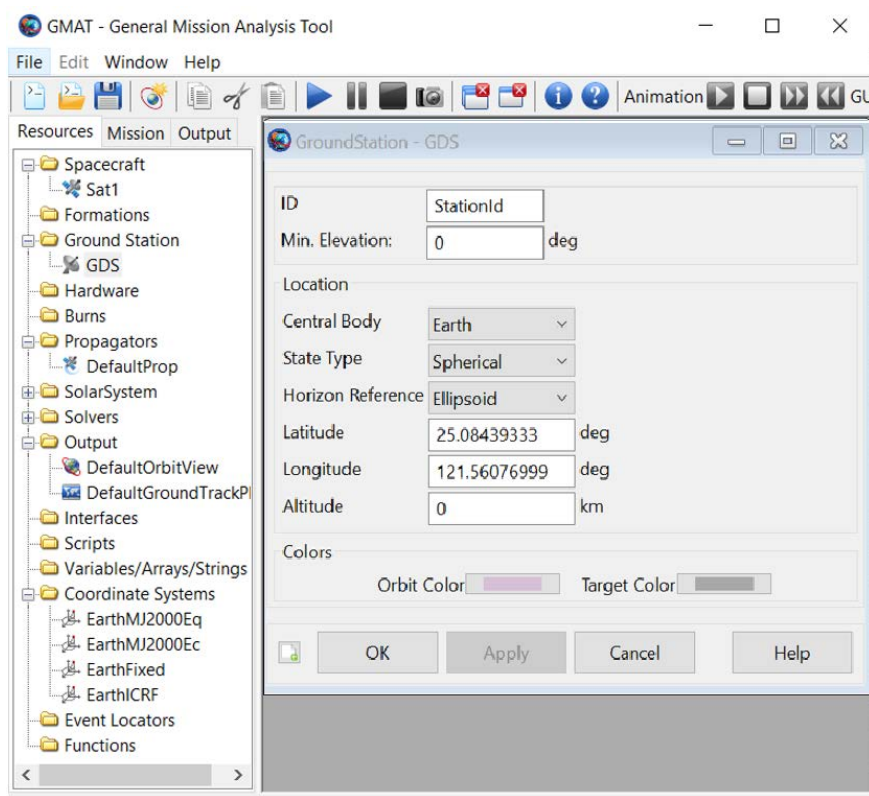 GMAT - General Mission Analysis Tool
File Edit Window Help
Animation GU
Resources Mission Output
Spacecraft
Sat1
Formations
Ground Station
GDS
Hardware
Burns
Propagators
DefaultProp
SolarSystem
Solvers
Output
DefaultOrbitView
DefaultGroundTrackPl
Interfaces
Scripts
Variables/Arrays/Strings
Coordinate Systems
EarthMJ2000Eq
EarthMJ2000Ec
EarthFixed
EarthICRF
Event Locators
Functions
GroundStation - GDS
ID StationId
Min. Elevation: 0 deg
Location
Central Body Earth
State Type Spherical
Horizon Reference Ellipsoid
Latitude 25.08439333 deg
Longitude 121.56076999 deg
Altitude 0 km
Colors
Orbit Color Target Color
OK Apply Cancel Help